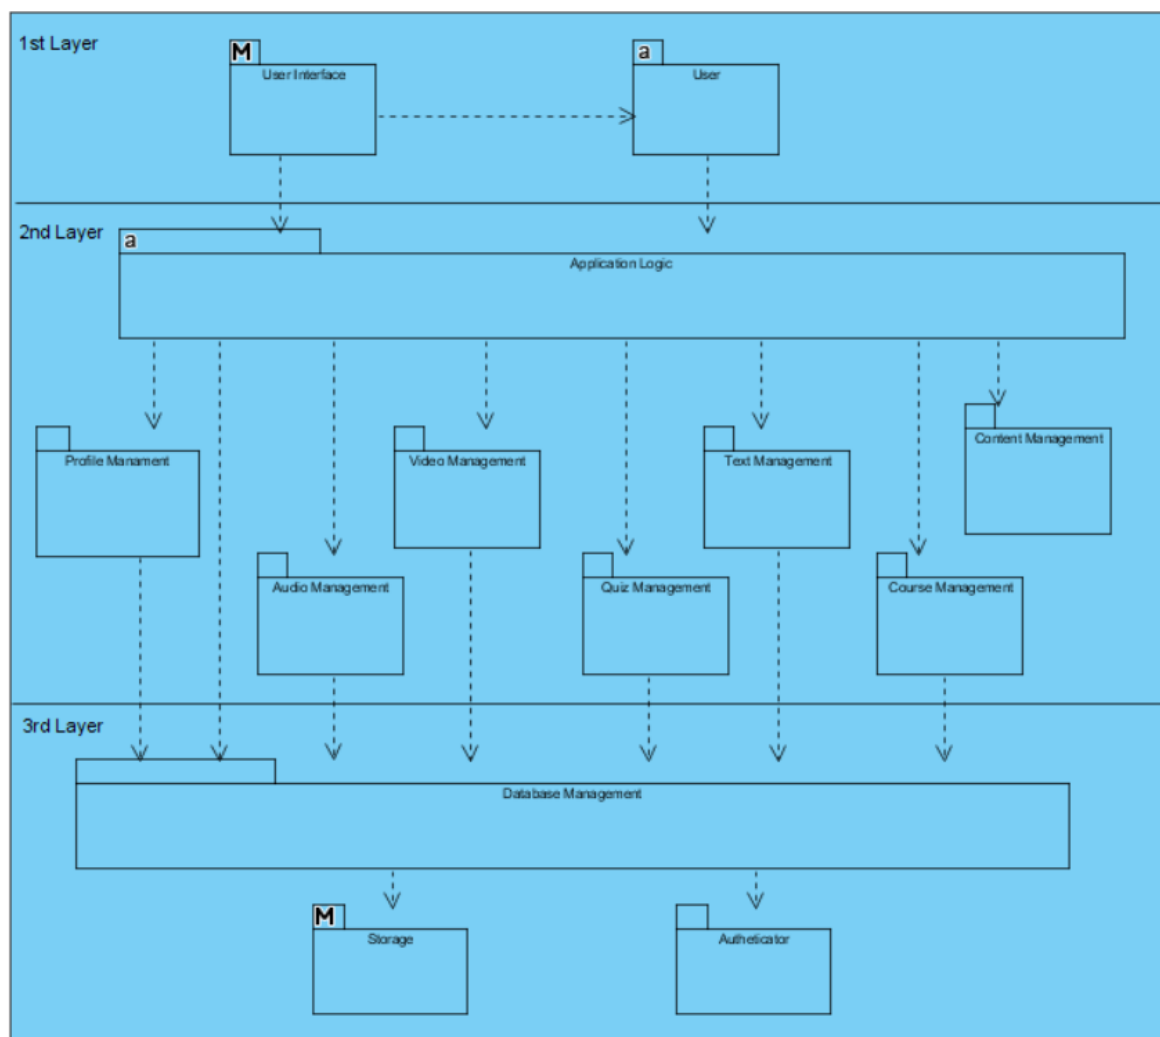 1st Layer
M
User Interface
a
User
2nd Layer
a
Application Logic
Profile Manament
Video Management
Text Management
Content Management
Audio Management
Quiz Management
Course Management
3rd Layer
Database Management
M
Storage
Autheticator